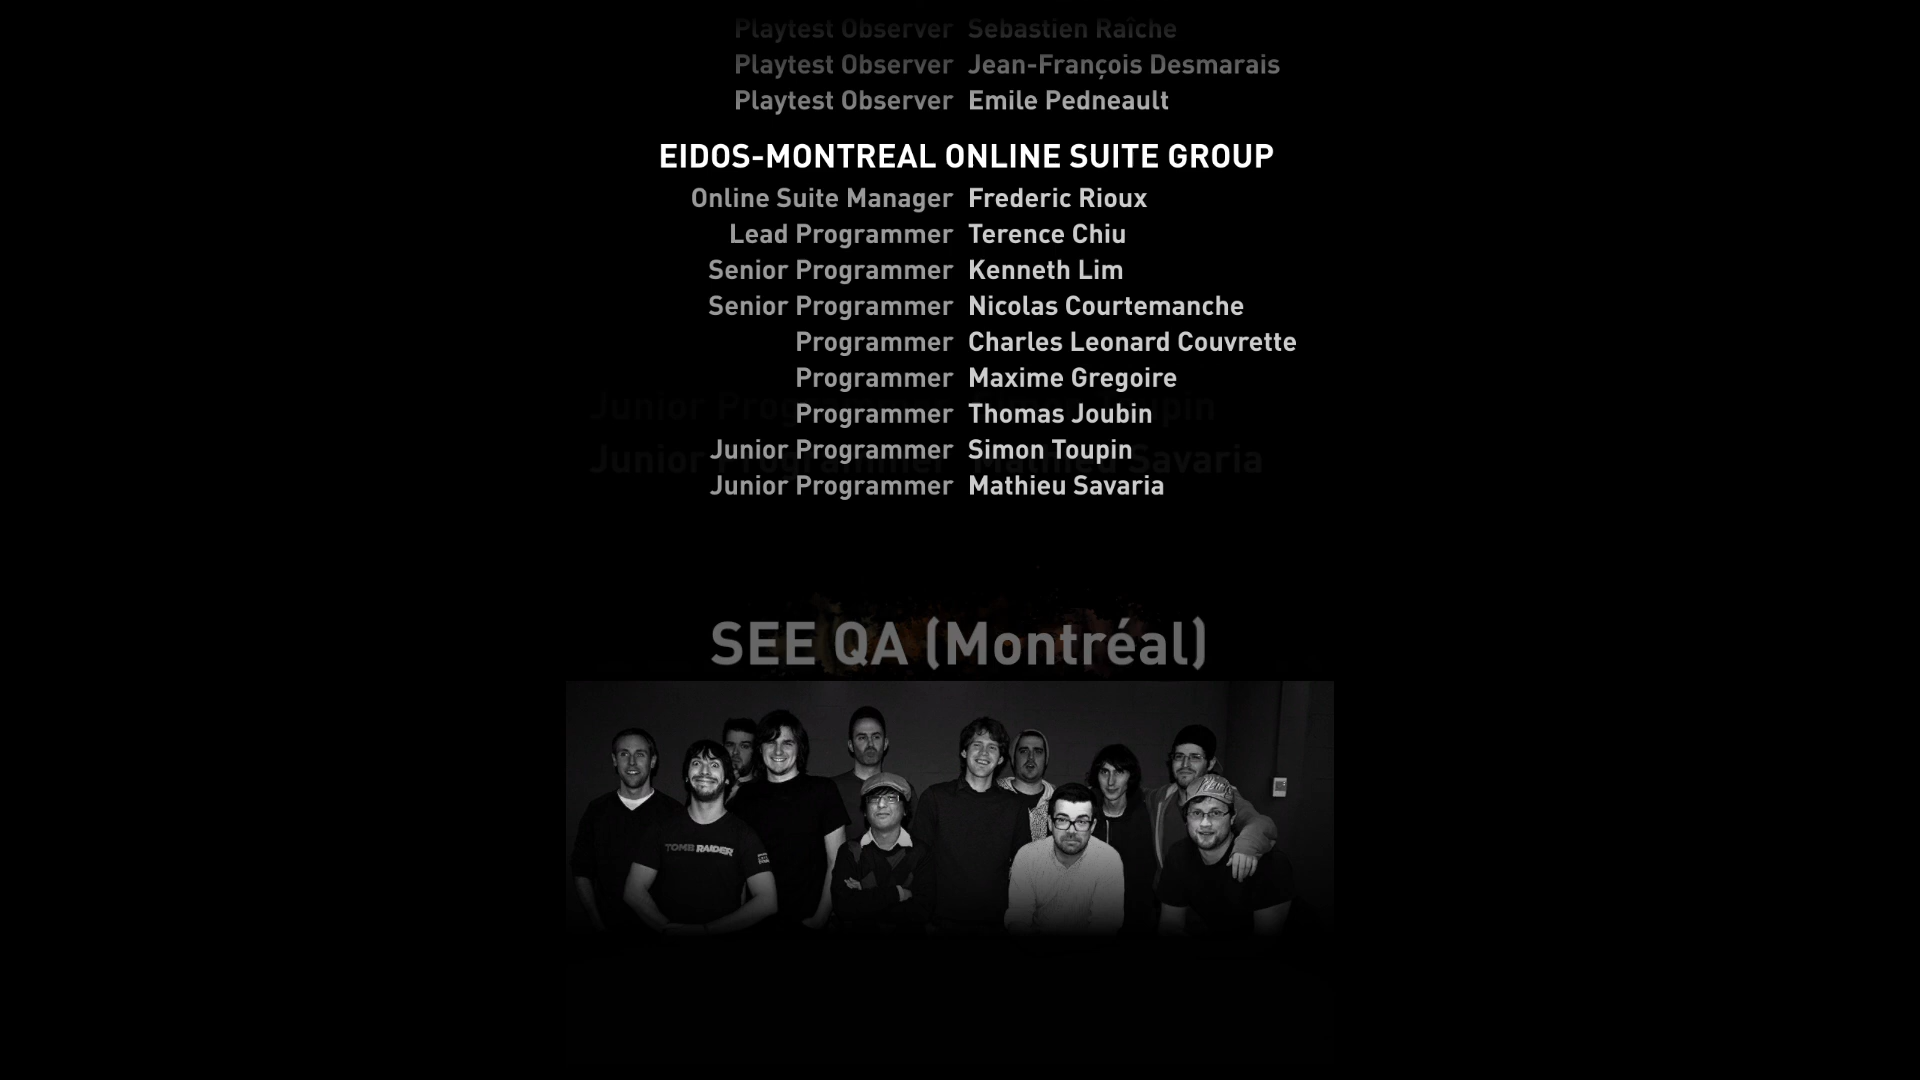 Playtest Observer Sebastien Raîche
Playtest Observer Jean-François Desmarais
Playtest Observer Emile Pedneault
EIDOS-MONTREAL ONLINE SUITE GROUP
Online Suite Manager Frederic Rioux
Lead Programmer Terence Chiu
Senior Programmer Kenneth Lim
Senior Programmer Nicolas Courtemanche
Programmer Charles Leonard Couvrette
Programmer Maxime Gregoire
Programmer Thomas Joubin
Junior Programmer Simon Toupin
Junior Programmer Mathieu Savaria
SEE QA (Montréal)
TOMB RAIDER